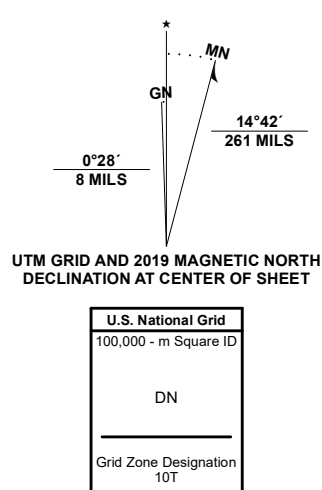 ★
MN
GN
14°42´
261 MILS
0°28´
8 MILS
UTM GRID AND 2019 MAGNETIC NORTH
DECLINATION AT CENTER OF SHEET
U.S. National Grid
100,000 - m Square ID
DN
Grid Zone Designation
10T